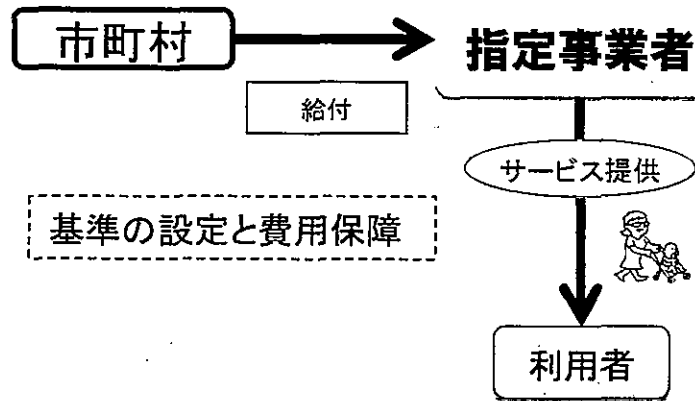 市町村
指定事業者
給付
サービス提供
基準の設定と費用保障
利用者